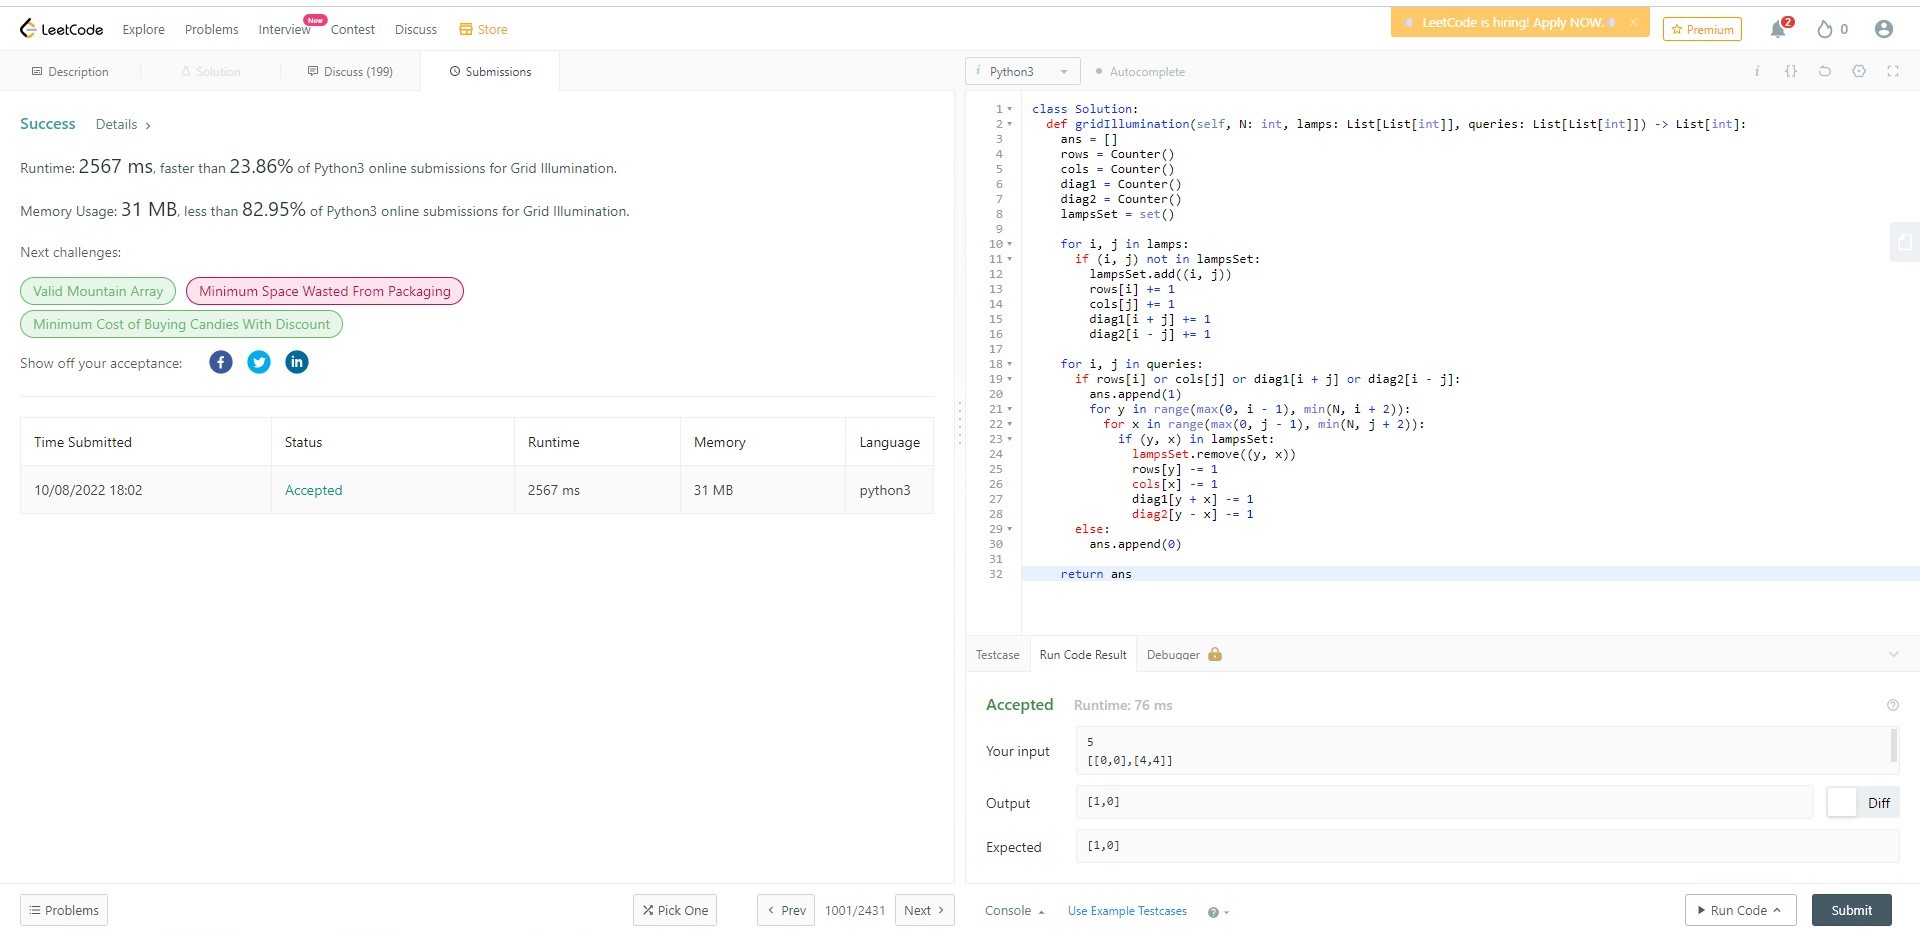 LeetCode Explore Problems Interview New Contest Discuss Store LeetCode is hiring! Apply NOW. × Premium 2 0
Description Solution Discuss (199) Submissions
Success Details >
Runtime: 2567 ms, faster than 23.86% of Python3 online submissions for Grid Illumination.
Memory Usage: 31 MB, less than 82.95% of Python3 online submissions for Grid Illumination.
Next challenges:
Valid Mountain Array Minimum Space Wasted From Packaging
Minimum Cost of Buying Candies With Discount
Show off your acceptance: f in
Time Submitted Status Runtime Memory Language
10/08/2022 18:02 Accepted 2567 ms 31 MB python3
Problems Pick One < Prev 1001/2431 Next >
i Python3 Autocomplete i {}
1 class Solution:
2 def gridIllumination(self, N: int, lamps: List[List[int]], queries: List[List[int]]) -> List[int]:
3 ans = []
4 rows = Counter()
5 cols = Counter()
6 diag1 = Counter()
7 diag2 = Counter()
8 lampsSet = set()
9
10 for i, j in lamps:
11 if (i, j) not in lampsSet:
12 lampsSet.add((i, j))
13 rows[i] += 1
14 cols[j] += 1
15 diag1[i + j] += 1
16 diag2[i - j] += 1
17
18 for i, j in queries:
19 if rows[i] or cols[j] or diag1[i + j] or diag2[i - j]:
20 ans.append(1)
21 for y in range(max(0, i - 1), min(N, i + 2)):
22 for x in range(max(0, j - 1), min(N, j + 2)):
23 if (y, x) in lampsSet:
24 lampsSet.remove((y, x))
25 rows[y] -= 1
26 cols[x] -= 1
27 diag1[y + x] -= 1
28 diag2[y - x] -= 1
29 else:
30 ans.append(0)
31
32 return ans
Testcase Run Code Result Debugger
Accepted Runtime: 76 ms
Your input
5
[[0,0],[4,4]]
Output [1,0] Diff
Expected [1,0]
Console Use Example Testcases Run Code Submit